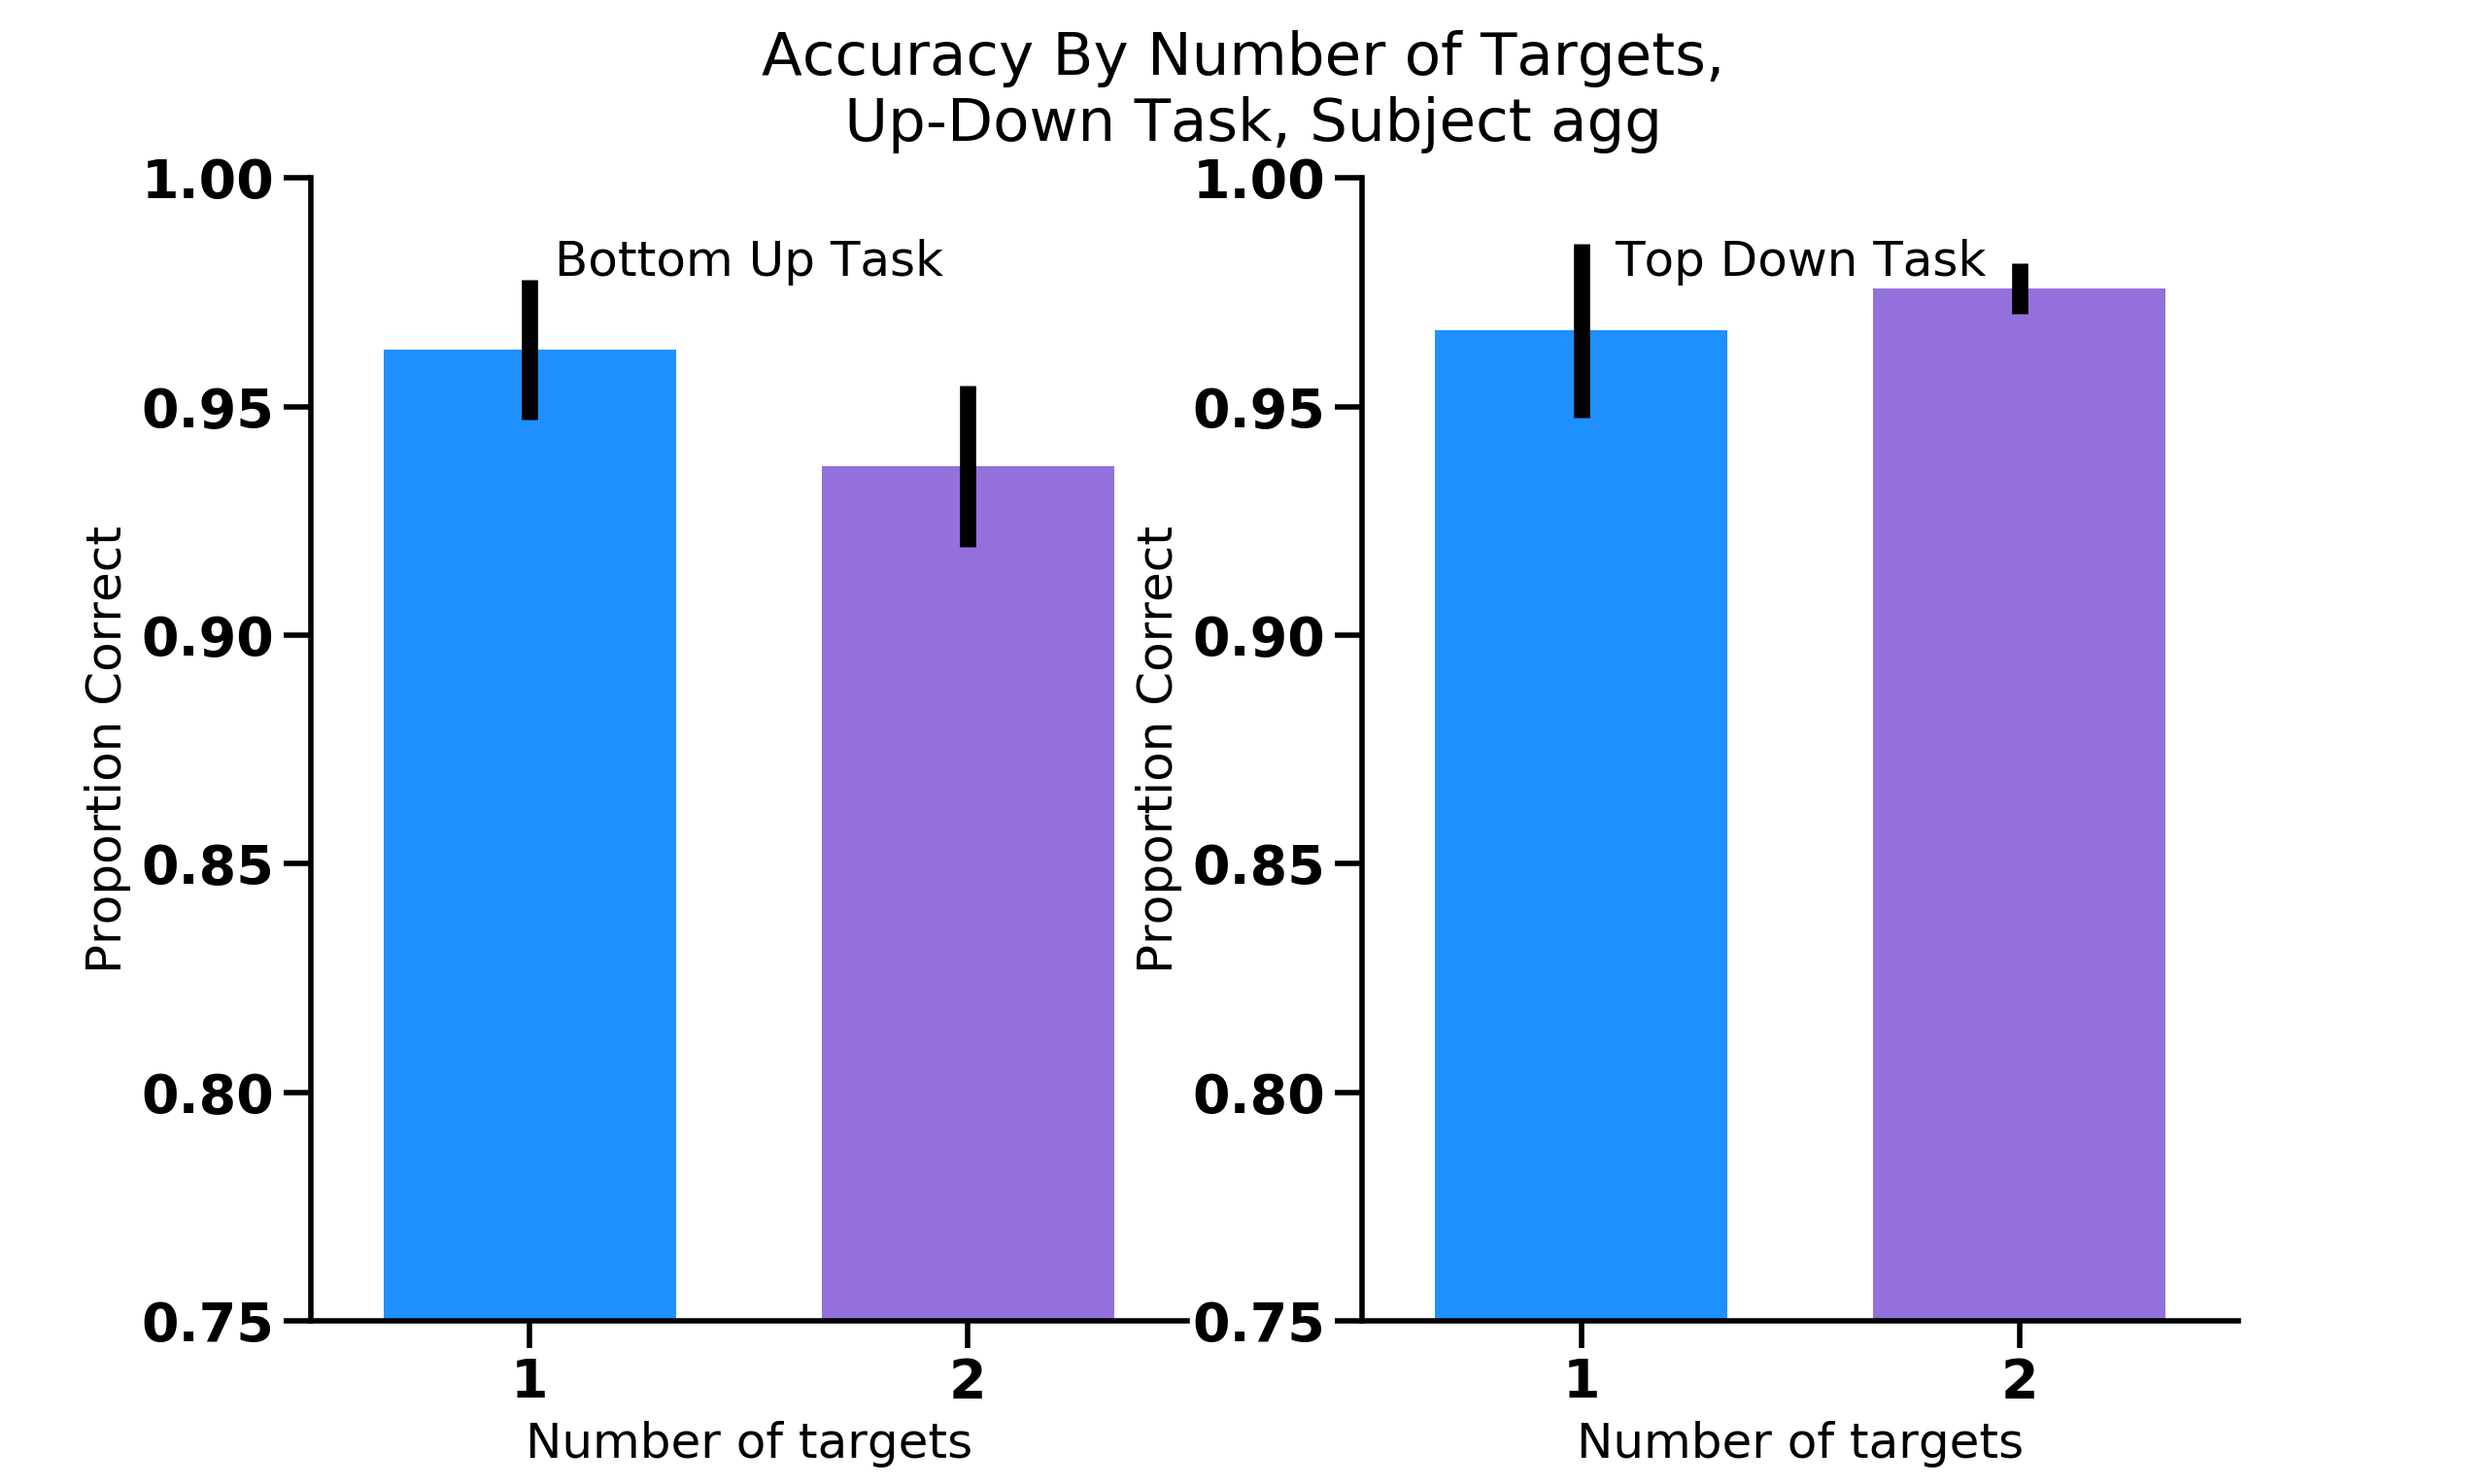 Accuracy By Number of Targets,
Up-Down Task, Subject agg
Bottom Up Task
Proportion Correct
1.00
0.95
0.90
0.85
0.80
0.75
1
2
Number of targets
Top Down Task
Proportion Correct
1.00
0.95
0.90
0.85
0.80
0.75
1
2
Number of targets